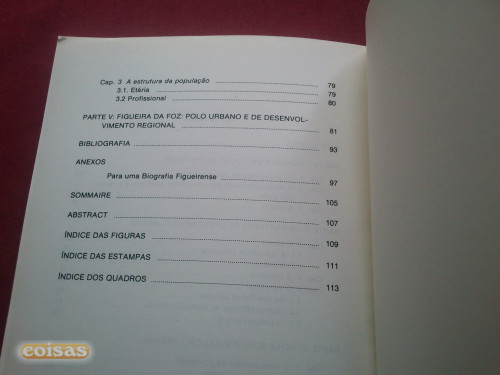 Cap. 3 A estrutura da população 79
3.1. Etária 79
3.2 Profissional 80
PARTE V: FIGUEIRA DA FOZ: POLO URBANO E DE DESENVOL-
VIMENTO REGIONAL 81
BIBLIOGRAFIA 93
ANEXOS
Para uma Biografia Figueirense 97
SOMMAIRE 105
ABSTRACT 107
ÍNDICE DAS FIGURAS 109
ÍNDICE DAS ESTAMPAS 111
ÍNDICE DOS QUADROS 113
coisas